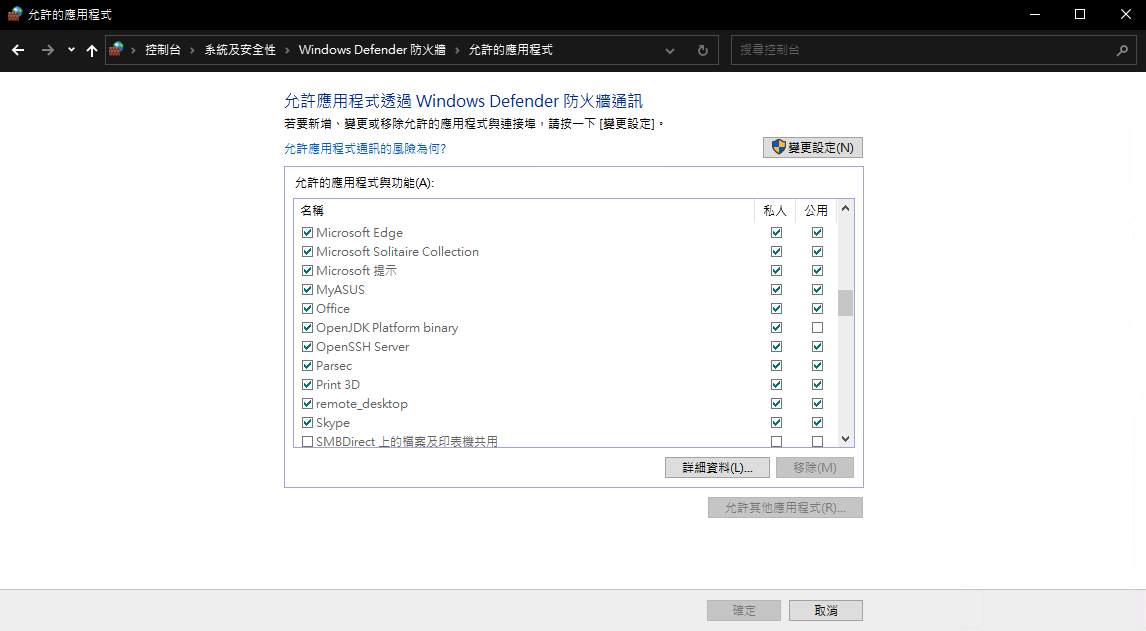 允許的應用程式
控制台 系統及安全性 Windows Defender 防火牆 允許的應用程式
搜尋控制台
允許應用程式透過 Windows Defender 防火牆通訊
若要新增、變更或移除允許的應用程式與連接埠，請按一下 [變更設定]。
允許應用程式通訊的風險為何?
變更設定(N)
允許的應用程式與功能(A):
名稱 私人 公用
Microsoft Edge
Microsoft Solitaire Collection
Microsoft 提示
MyASUS
Office
OpenJDK Platform binary
OpenSSH Server
Parsec
Print 3D
remote_desktop
Skype
SMBDirect 上的檔案及印表機共用
詳細資料(L)... 移除(M)
允許其他應用程式(R)...
確定 取消